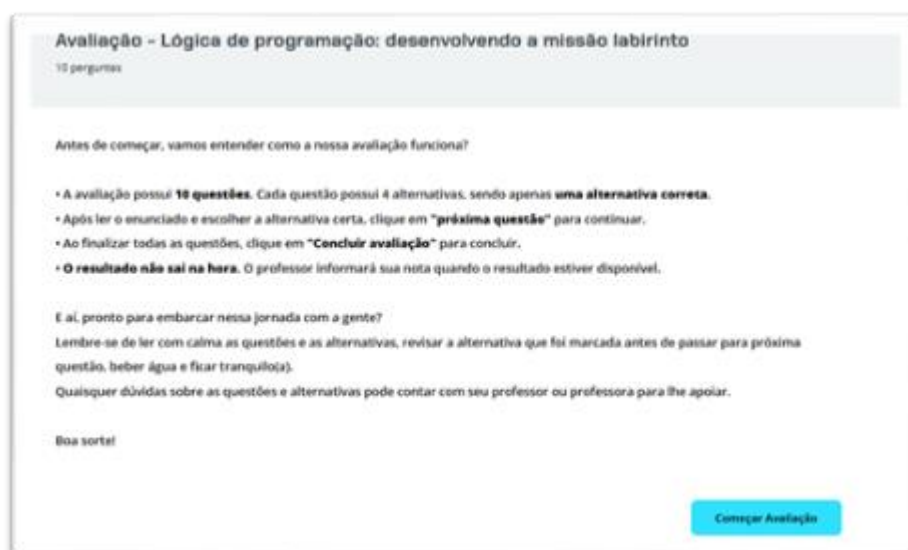 Avaliação - Lógica de programação: desenvolvendo a missão labirinto
10 perguntas
Antes de começar, vamos entender como a nossa avaliação funciona?
• A avaliação possui 10 questões. Cada questão possui 4 alternativas, sendo apenas uma alternativa correta.
• Após ler o enunciado e escolher a alternativa certa, clique em "próxima questão" para continuar.
• Ao finalizar todas as questões, clique em "Concluir avaliação" para concluir.
• O resultado não sai na hora. O professor informará sua nota quando o resultado estiver disponível.
E aí, pronto para embarcar nessa jornada com a gente?
Lembre-se de ler com calma as questões e as alternativas, revisar a alternativa que foi marcada antes de passar para próxima
questão, beber água e ficar tranquilo(a).
Quaisquer dúvidas sobre as questões e alternativas pode contar com seu professor ou professora para lhe apoiar.
Boa sorte!
Começar Avaliação